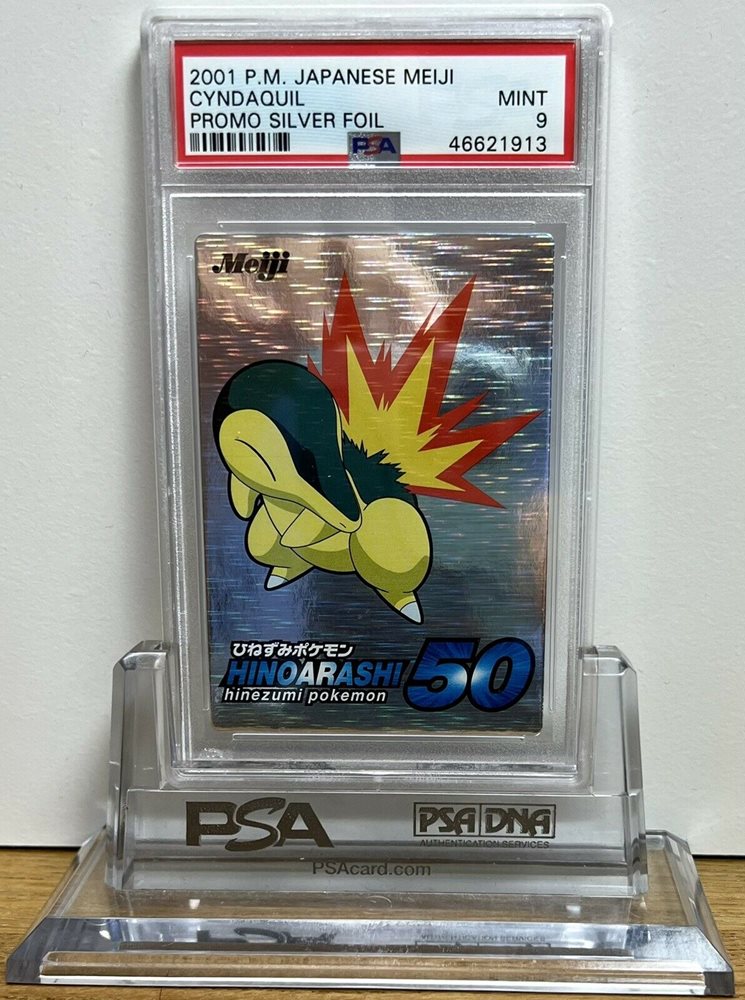 2001 P.M. JAPANESE MEIJI
CYNDAQUIL MINT
PROMO SILVER FOIL 9
PSA 46621913
Meiji
ひねずみポケモン
HINOARASHI 50
hinezumi pokemon
PSA PSA DNA
AUTHENTICATION SERVICES
PSAcard.com